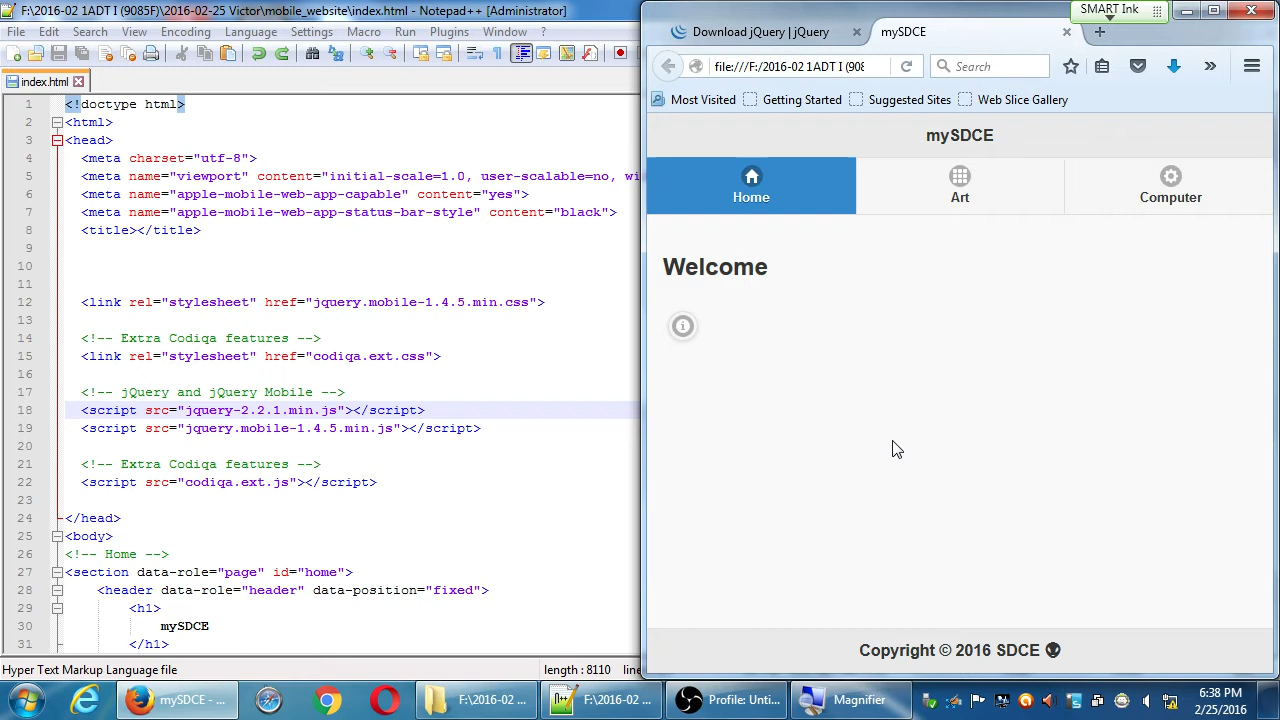 F:\2016-02 1ADT I (9085F)\2016-02-25 Victor\mobile_website\index.html - Notepad++ [Administrator]
File Edit Search View Encoding Language Settings Macro Run Plugins Window ?
index.html
1 <!doctype html>
2 <html>
3 <head>
4 <meta charset="utf-8">
5 <meta name="viewport" content="initial-scale=1.0, user-scalable=no, wi
6 <meta name="apple-mobile-web-app-capable" content="yes">
7 <meta name="apple-mobile-web-app-status-bar-style" content="black">
8 <title></title>
9
10
11
12 <link rel="stylesheet" href="jquery.mobile-1.4.5.min.css">
13
14 <!-- Extra Codiqa features -->
15 <link rel="stylesheet" href="codiqa.ext.css">
16
17 <!-- jQuery and jQuery Mobile -->
18 <script src="jquery-2.2.1.min.js"></script>
19 <script src="jquery.mobile-1.4.5.min.js"></script>
20
21 <!-- Extra Codiqa features -->
22 <script src="codiqa.ext.js"></script>
23
24 </head>
25 <body>
26 <!-- Home -->
27 <section data-role="page" id="home">
28 <header data-role="header" data-position="fixed">
29 <h1>
30 mySDCE
31 </h1>
Hyper Text Markup Language file length : 8110 line
SMART Ink
Download jQuery | jQuery mySDCE
file:///F:/2016-02 1ADT I (908 Search
Most Visited Getting Started Suggested Sites Web Slice Gallery
mySDCE
Home Art Computer
Welcome
Copyright © 2016 SDCE
mySDCE - ... F:\2016-02 ... F:\2016-02 ... Profile: Unti... Magnifier
6:38 PM
2/25/2016